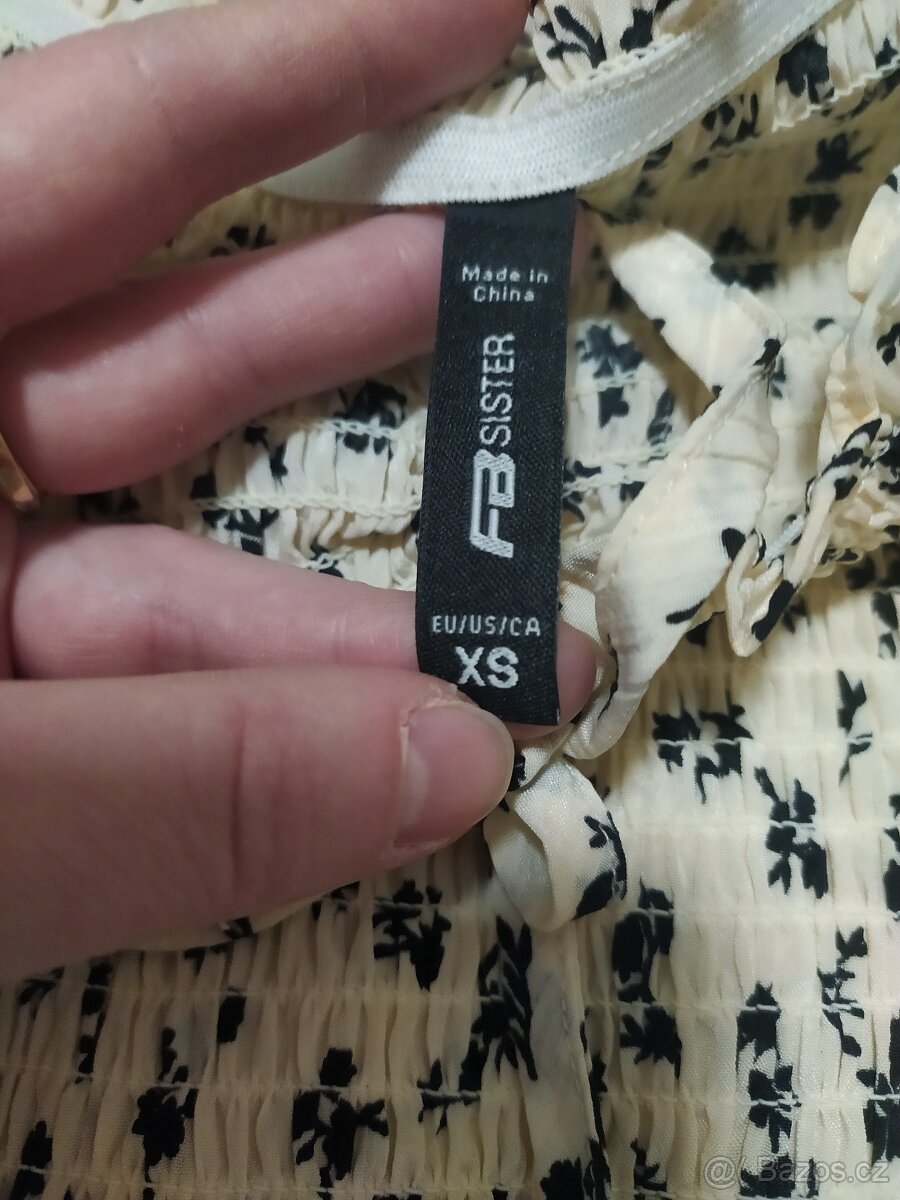 Made in
China
FB SISTER
EU/US/CA
XS
@( Bazos.cz